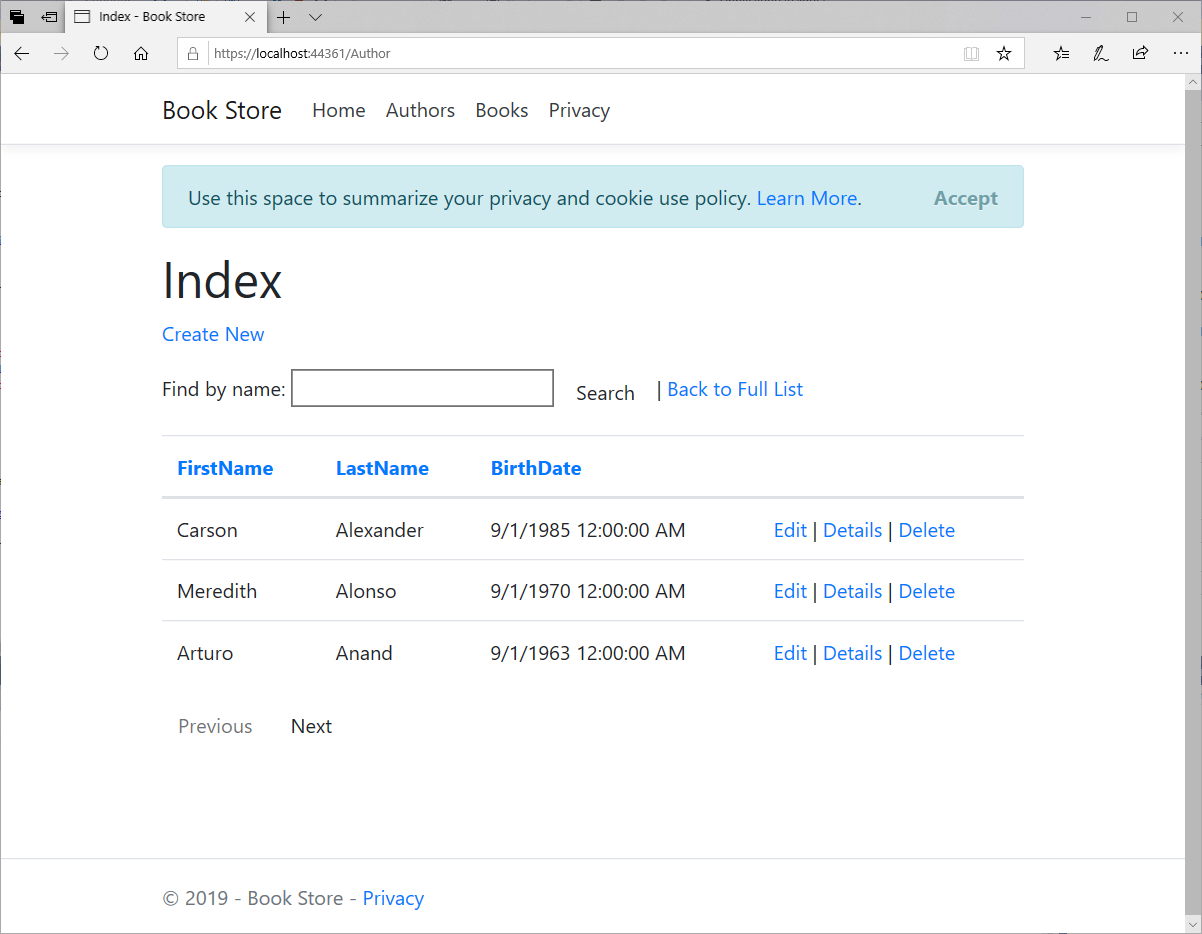 Index - Book Store
https://localhost:44361/Author
Book Store Home Authors Books Privacy
Use this space to summarize your privacy and cookie use policy. Learn More. Accept
Index
Create New
Find by name: Search | Back to Full List
FirstName LastName BirthDate
Carson Alexander 9/1/1985 12:00:00 AM Edit | Details | Delete
Meredith Alonso 9/1/1970 12:00:00 AM Edit | Details | Delete
Arturo Anand 9/1/1963 12:00:00 AM Edit | Details | Delete
Previous Next
© 2019 - Book Store - Privacy